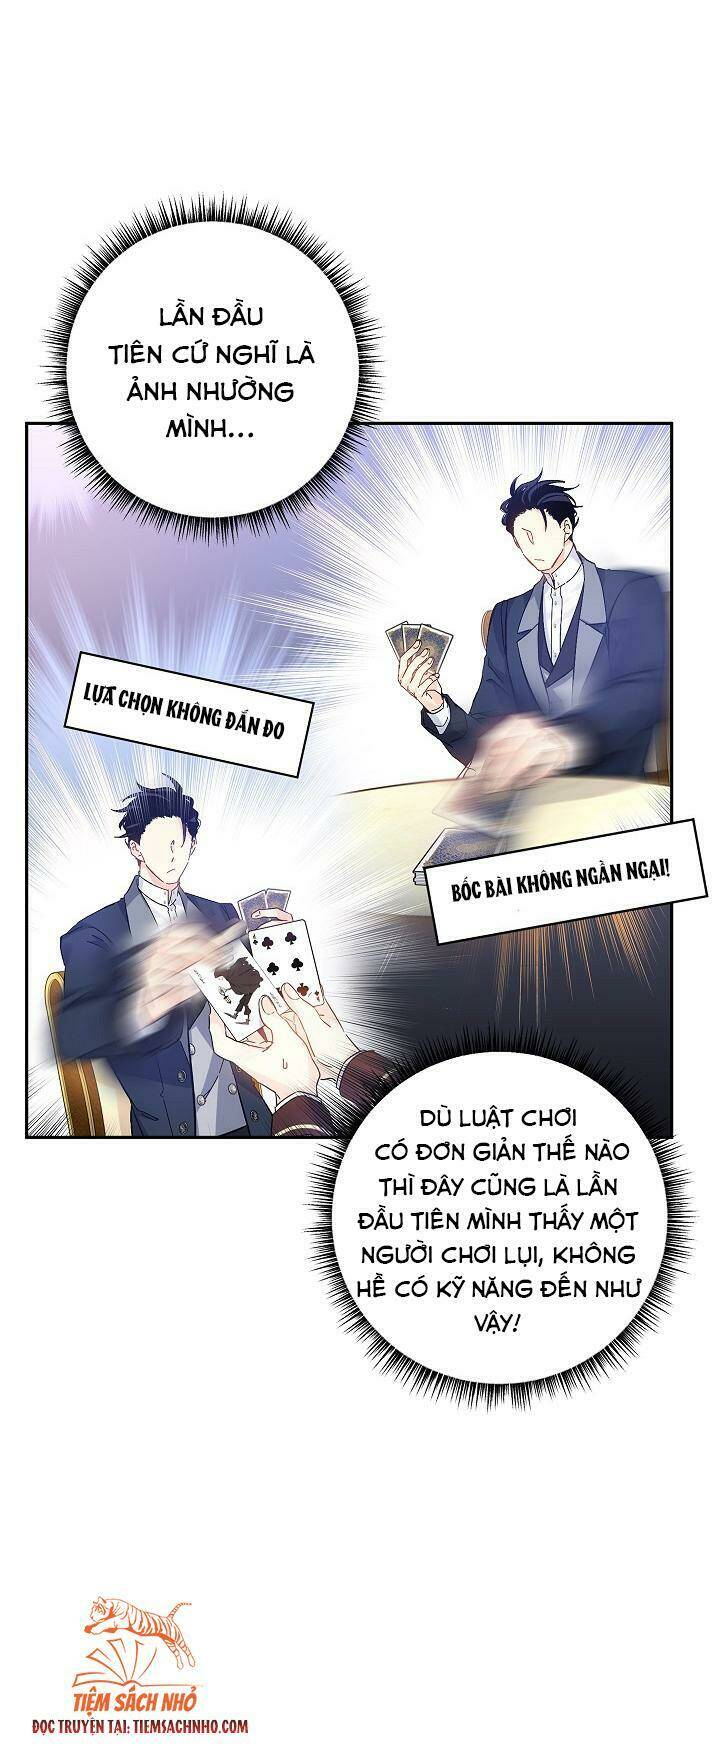 LẦN ĐẦU
TIÊN CỨ NGHĨ LÀ
ẢNH NHƯỜNG
MÌNH...
LỰA CHỌN KHÔNG ĐẮN ĐO
BỐC BÀI KHÔNG NGẦN NGẠI!
DÙ LUẬT CHƠI
CÓ ĐƠN GIẢN THẾ NÀO
THÌ ĐÂY CŨNG LÀ LẦN
ĐẦU TIÊN MÌNH THẤY MỘT
NGƯỜI CHƠI LỤI, KHÔNG
HỀ CÓ KỸ NĂNG ĐẾN NHƯ
VẬY!
TIỆM SÁCH NHỎ
ĐỌC TRUYỆN TẠI: TIEMSACHNHO.COM